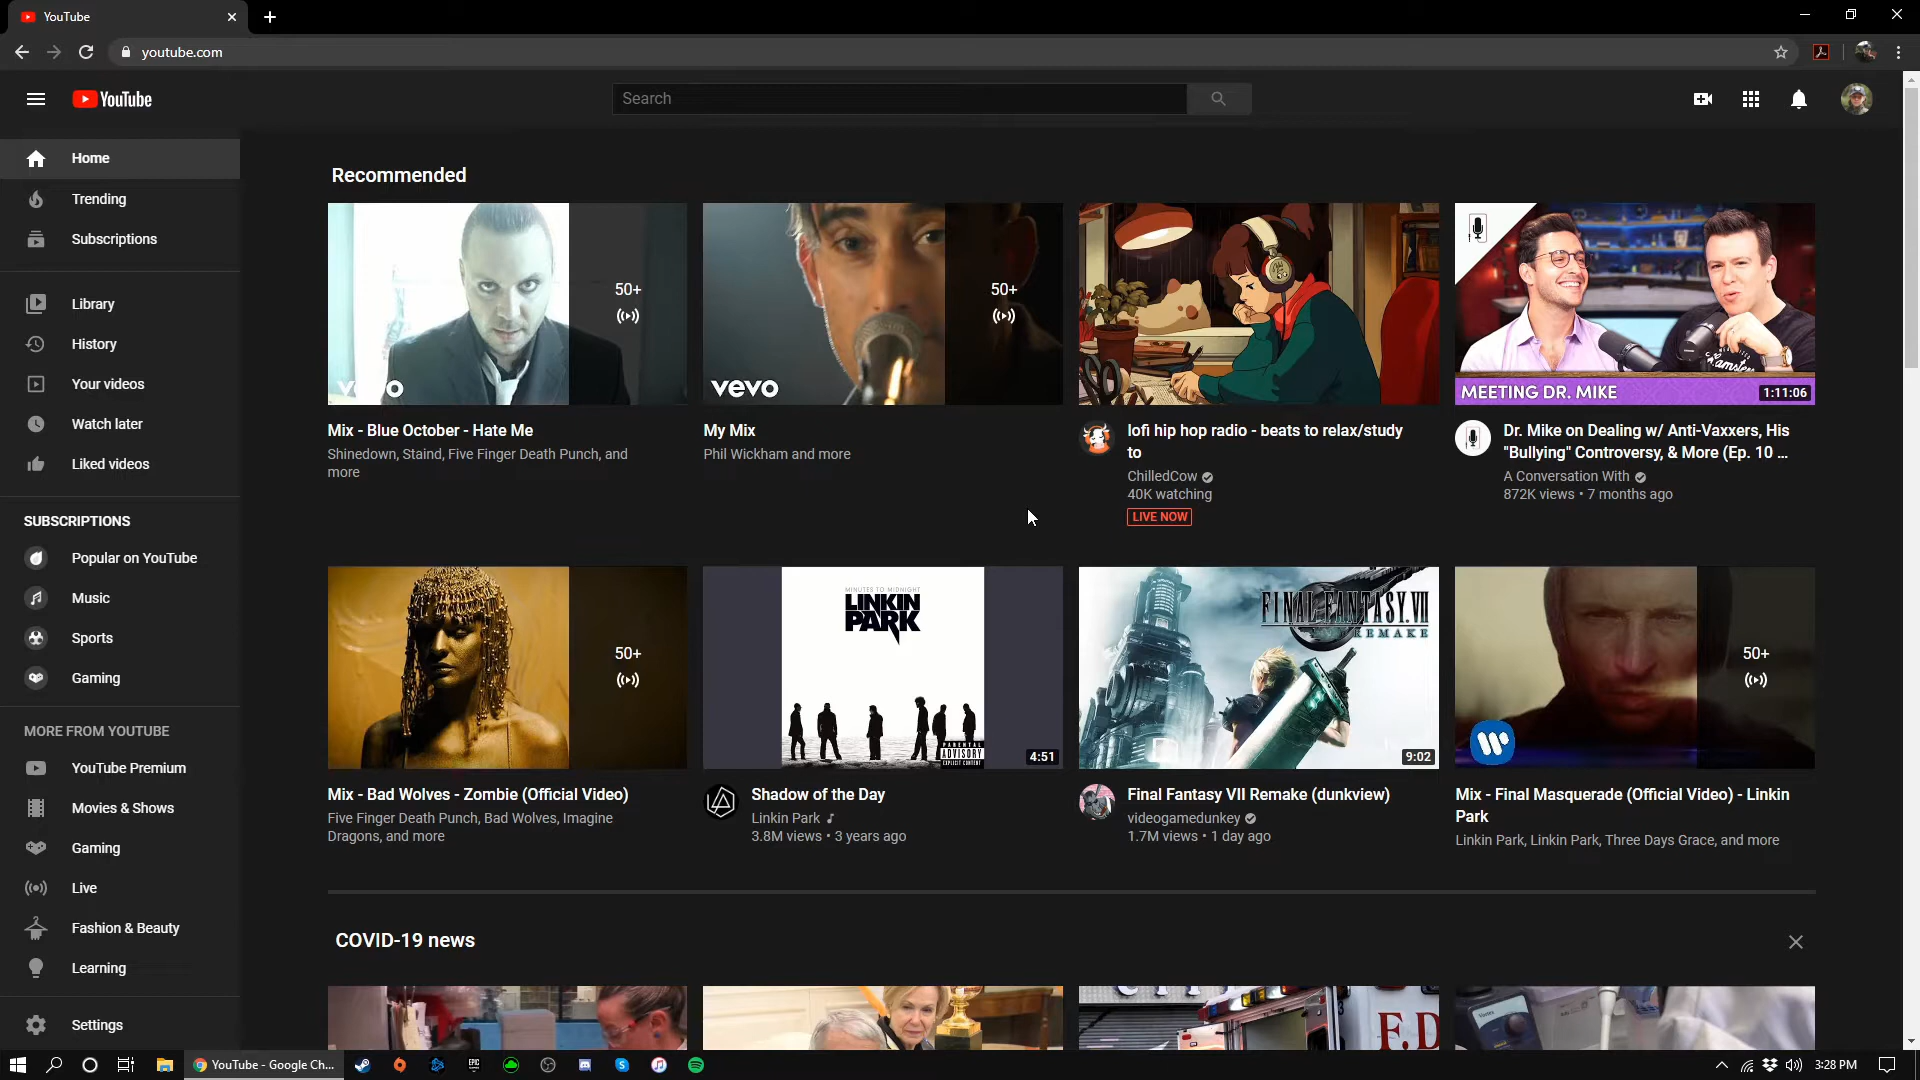 YouTube
youtube.com
YouTube
Search
Home
Trending
Subscriptions
Library
History
Your videos
Watch later
Liked videos
SUBSCRIPTIONS
Popular on YouTube
Music
Sports
Gaming
MORE FROM YOUTUBE
YouTube Premium
Movies & Shows
Gaming
Live
Fashion & Beauty
Learning
Settings
Recommended
50+
vevo
Mix - Blue October - Hate Me
Shinedown, Staind, Five Finger Death Punch, and
more
50+
vevo
My Mix
Phil Wickham and more
lofi hip hop radio - beats to relax/study
to
ChilledCow
40K watching
LIVE NOW
MEETING DR. MIKE
1:11:06
Dr. Mike on Dealing w/ Anti-Vaxxers, His
"Bullying" Controversy, & More (Ep. 10 ...
A Conversation With
872K views • 7 months ago
50+
Mix - Bad Wolves - Zombie (Official Video)
Five Finger Death Punch, Bad Wolves, Imagine
Dragons, and more
MINUTES TO MIDNIGHT
LINKIN
PARK
PARENTAL
ADVISORY
EXPLICIT CONTENT
4:51
Shadow of the Day
Linkin Park
3.8M views • 3 years ago
FINAL FANTASY VII
REMAKE
9:02
Final Fantasy VII Remake (dunkview)
videogamedunkey
1.7M views • 1 day ago
50+
Mix - Final Masquerade (Official Video) - Linkin
Park
Linkin Park, Linkin Park, Three Days Grace, and more
COVID-19 news
F.D
YouTube - Google Ch...
EPIC
3:28 PM